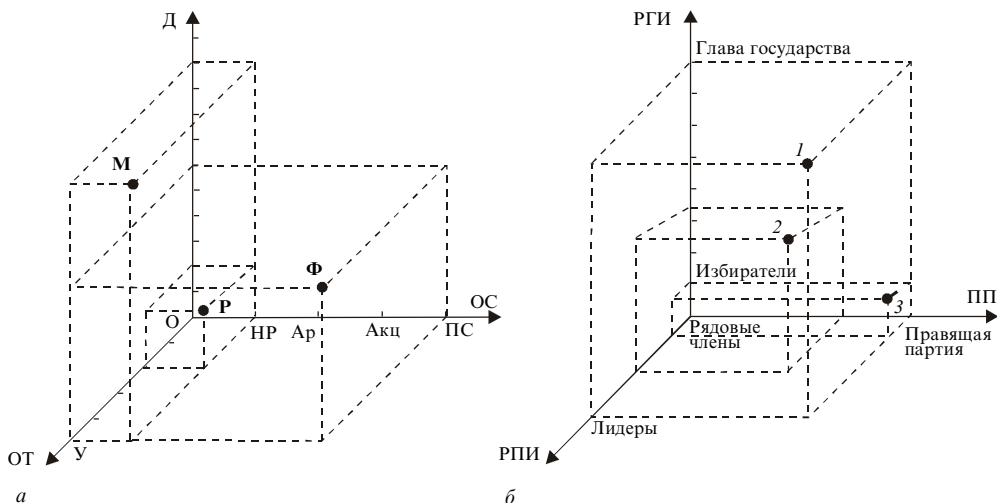 Д
М
Ф
Р
О
ОС
НР
Ар
Акц
ПС
ОТ
У
а
РГИ
Глава государства
1
2
Избиратели
3
ПП
Рядовые
члены
Правящая
партия
Лидеры
РПИ
б